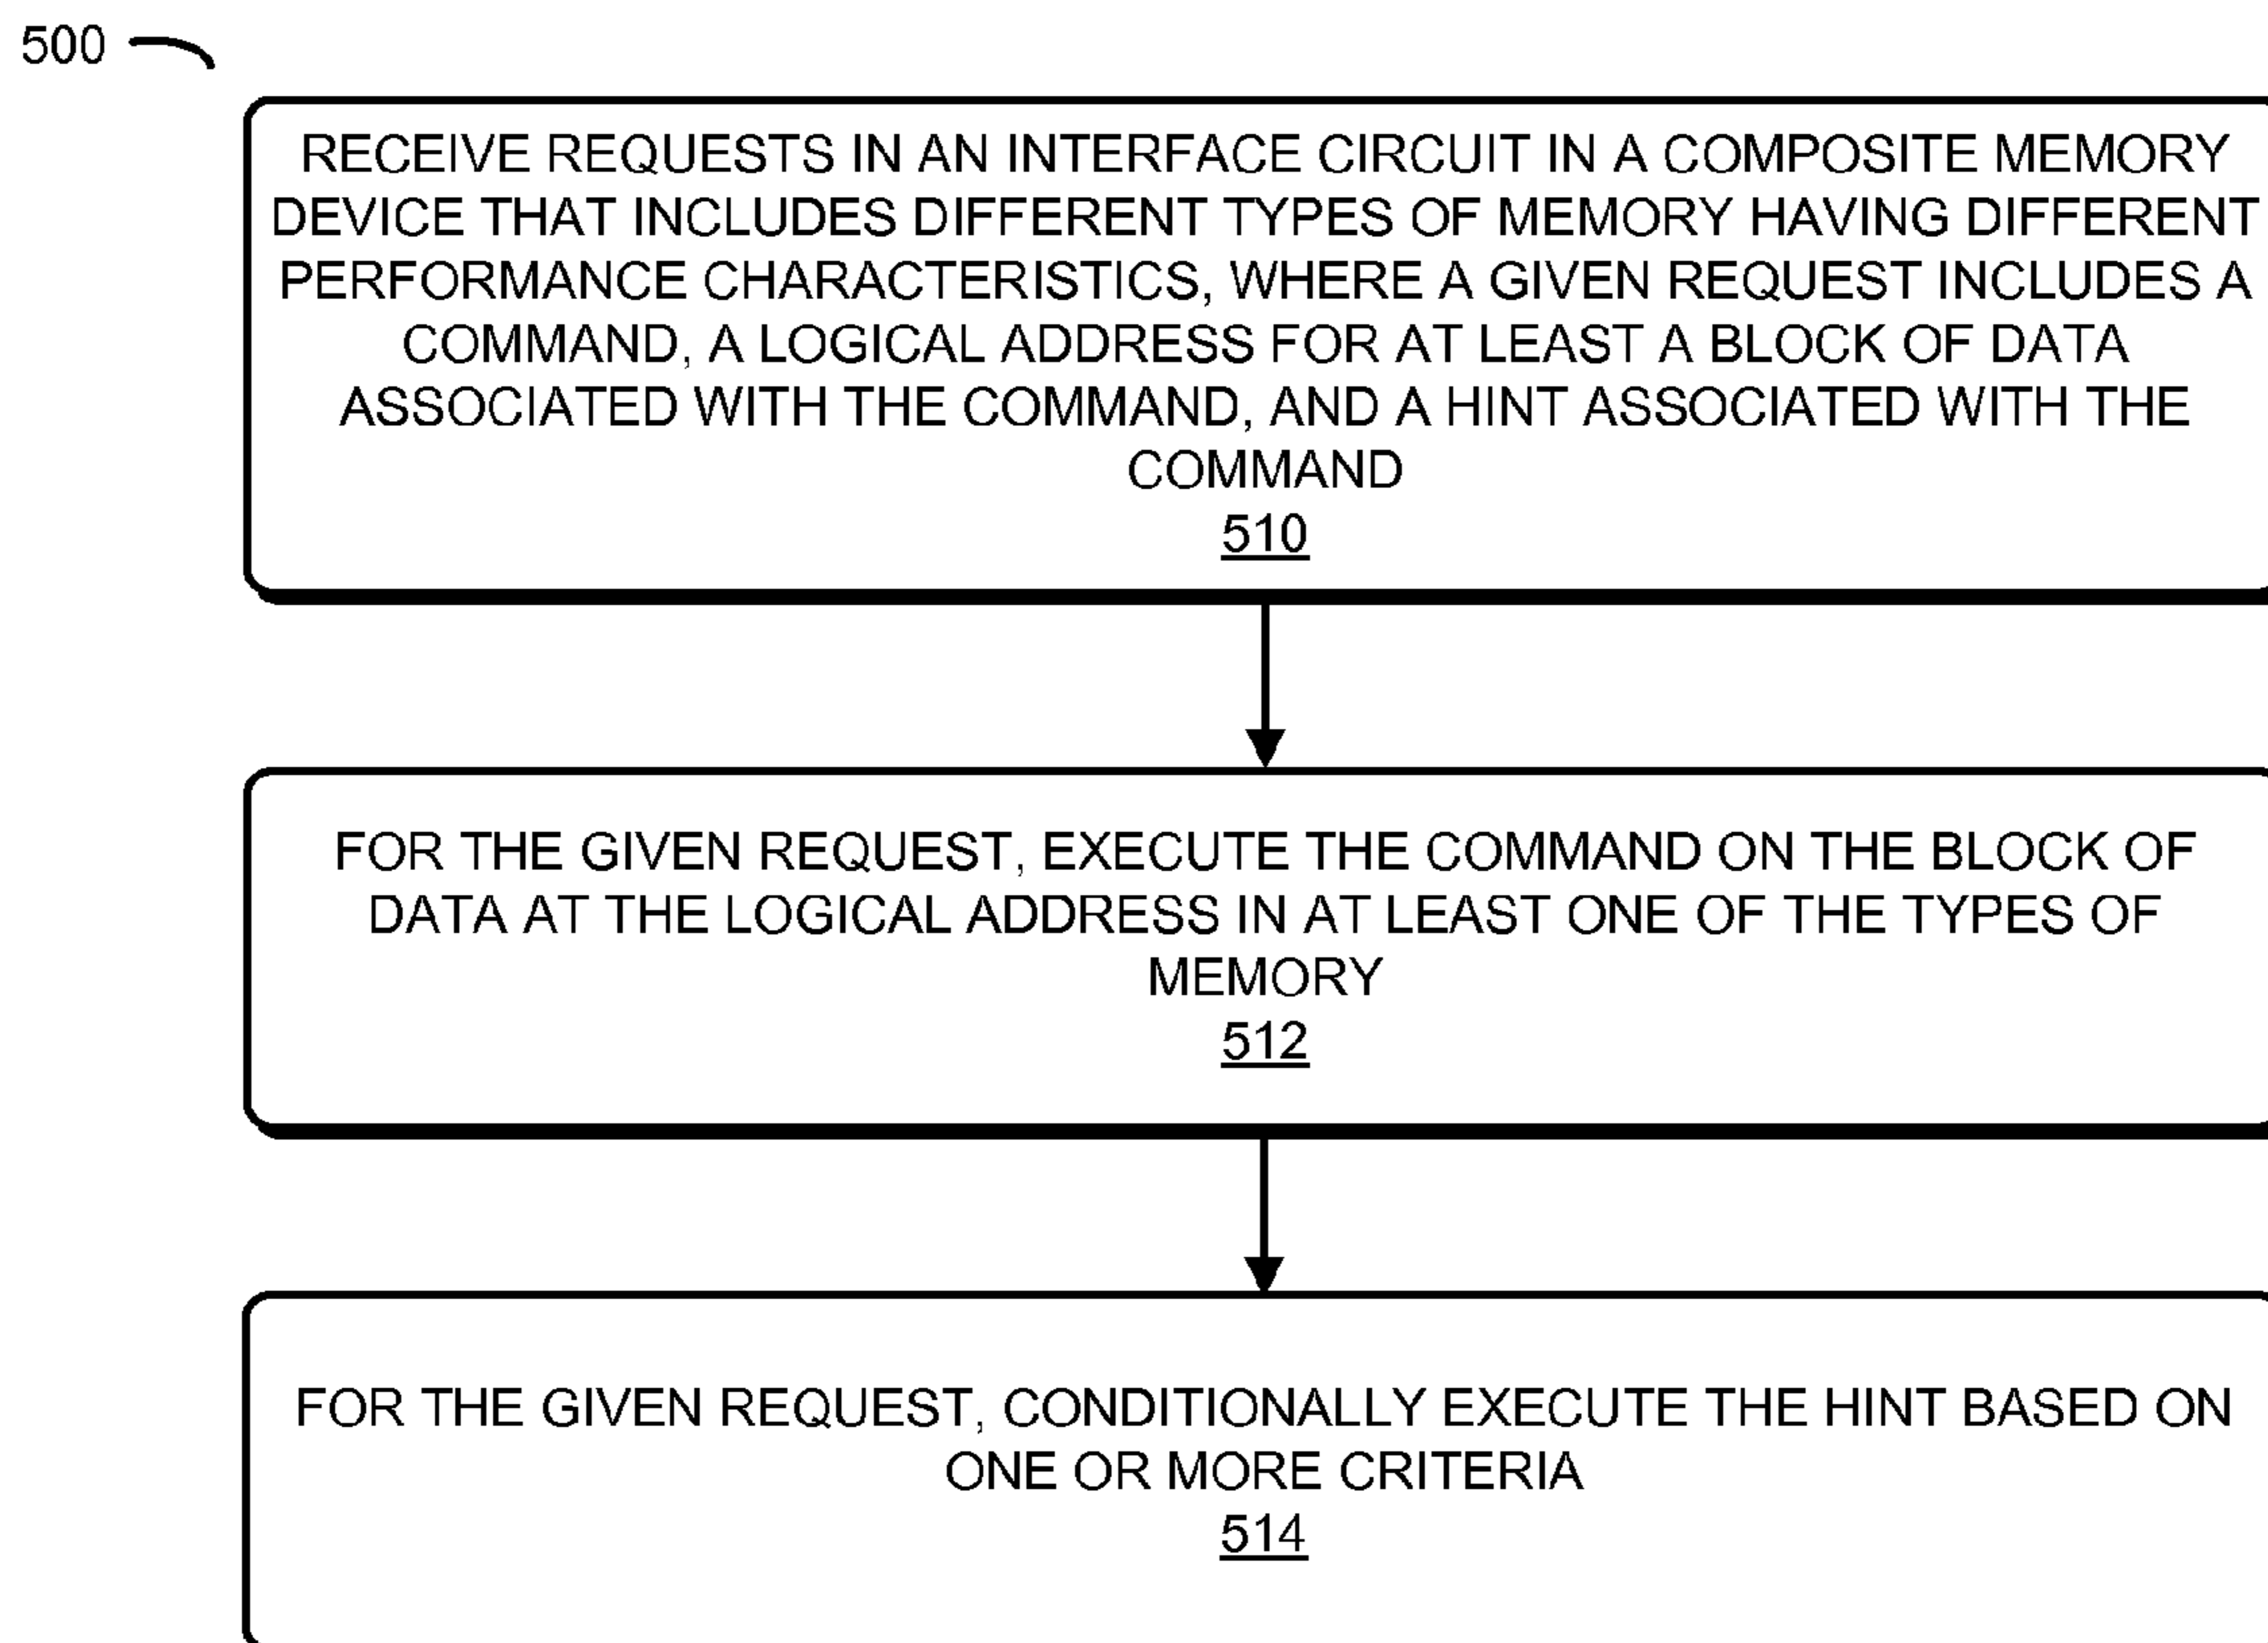 500
RECEIVE REQUESTS IN AN INTERFACE CIRCUIT IN A COMPOSITE MEMORY
DEVICE THAT INCLUDES DIFFERENT TYPES OF MEMORY HAVING DIFFERENT
PERFORMANCE CHARACTERISTICS, WHERE A GIVEN REQUEST INCLUDES A
COMMAND, A LOGICAL ADDRESS FOR AT LEAST A BLOCK OF DATA
ASSOCIATED WITH THE COMMAND, AND A HINT ASSOCIATED WITH THE
COMMAND
510
FOR THE GIVEN REQUEST, EXECUTE THE COMMAND ON THE BLOCK OF
DATA AT THE LOGICAL ADDRESS IN AT LEAST ONE OF THE TYPES OF
MEMORY
512
FOR THE GIVEN REQUEST, CONDITIONALLY EXECUTE THE HINT BASED ON
ONE OR MORE CRITERIA
514